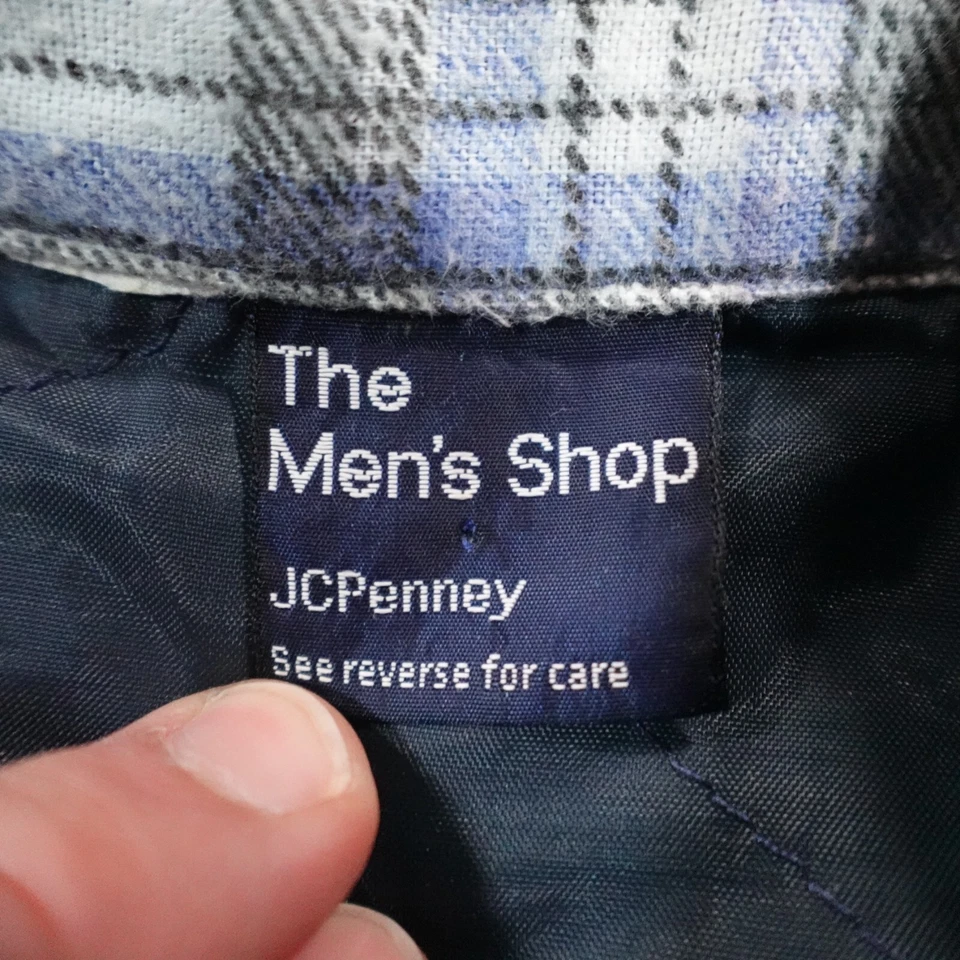 The
Men's Shop
JCPenney
See reverse for care